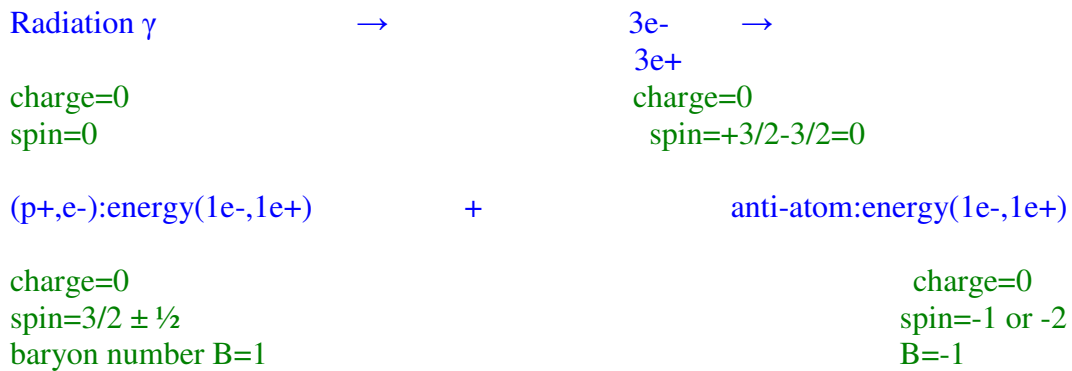 Radiation γ → 3e- →
3e+
charge=0 charge=0
spin=0 spin=+3/2-3/2=0
(p+,e-):energy(1e-,1e+) + anti-atom:energy(1e-,1e+)
charge=0 charge=0
spin=3/2 ± ½ spin=-1 or -2
baryon number B=1 B=-1